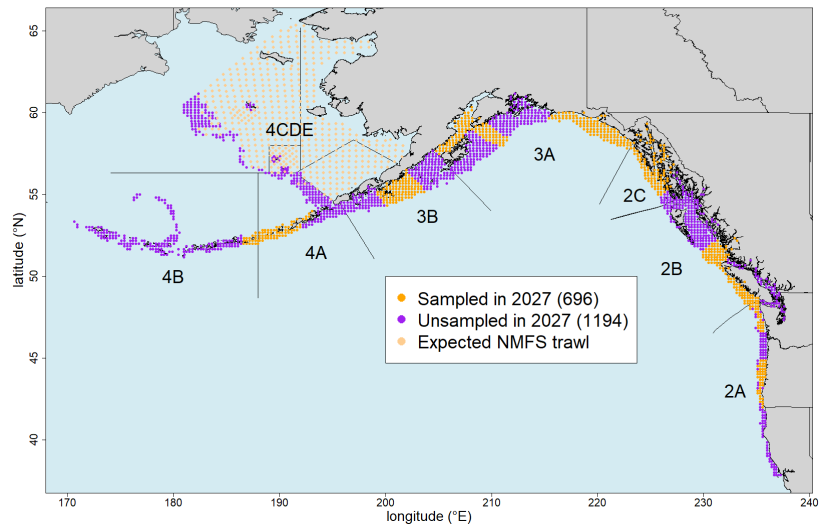 65
60
55
50
45
40
latitude (°N)
4CDE
3A
2C
3B
4A
4B
2B
2A
Sampled in 2027 (696)
Unsampled in 2027 (1194)
Expected NMFS trawl
170
180
190
200
210
220
230
240
longitude (°E)